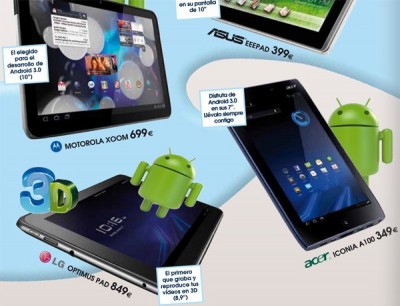 en su pantalla
de 10"
ASUS EEEPAD 399€
El elegido
para el
desarrollo de
Android 3.0
(10")
MOTOROLA XOOM 699€
Disfruta de
Android 3.0
en sus 7".
Llévalo siempre
contigo
acer
3D
acer ICONIA A100 349€
LG OPTIMUS PAD 849€
El primero
que graba y
reproduce tus
vídeos en 3D
(8,9")